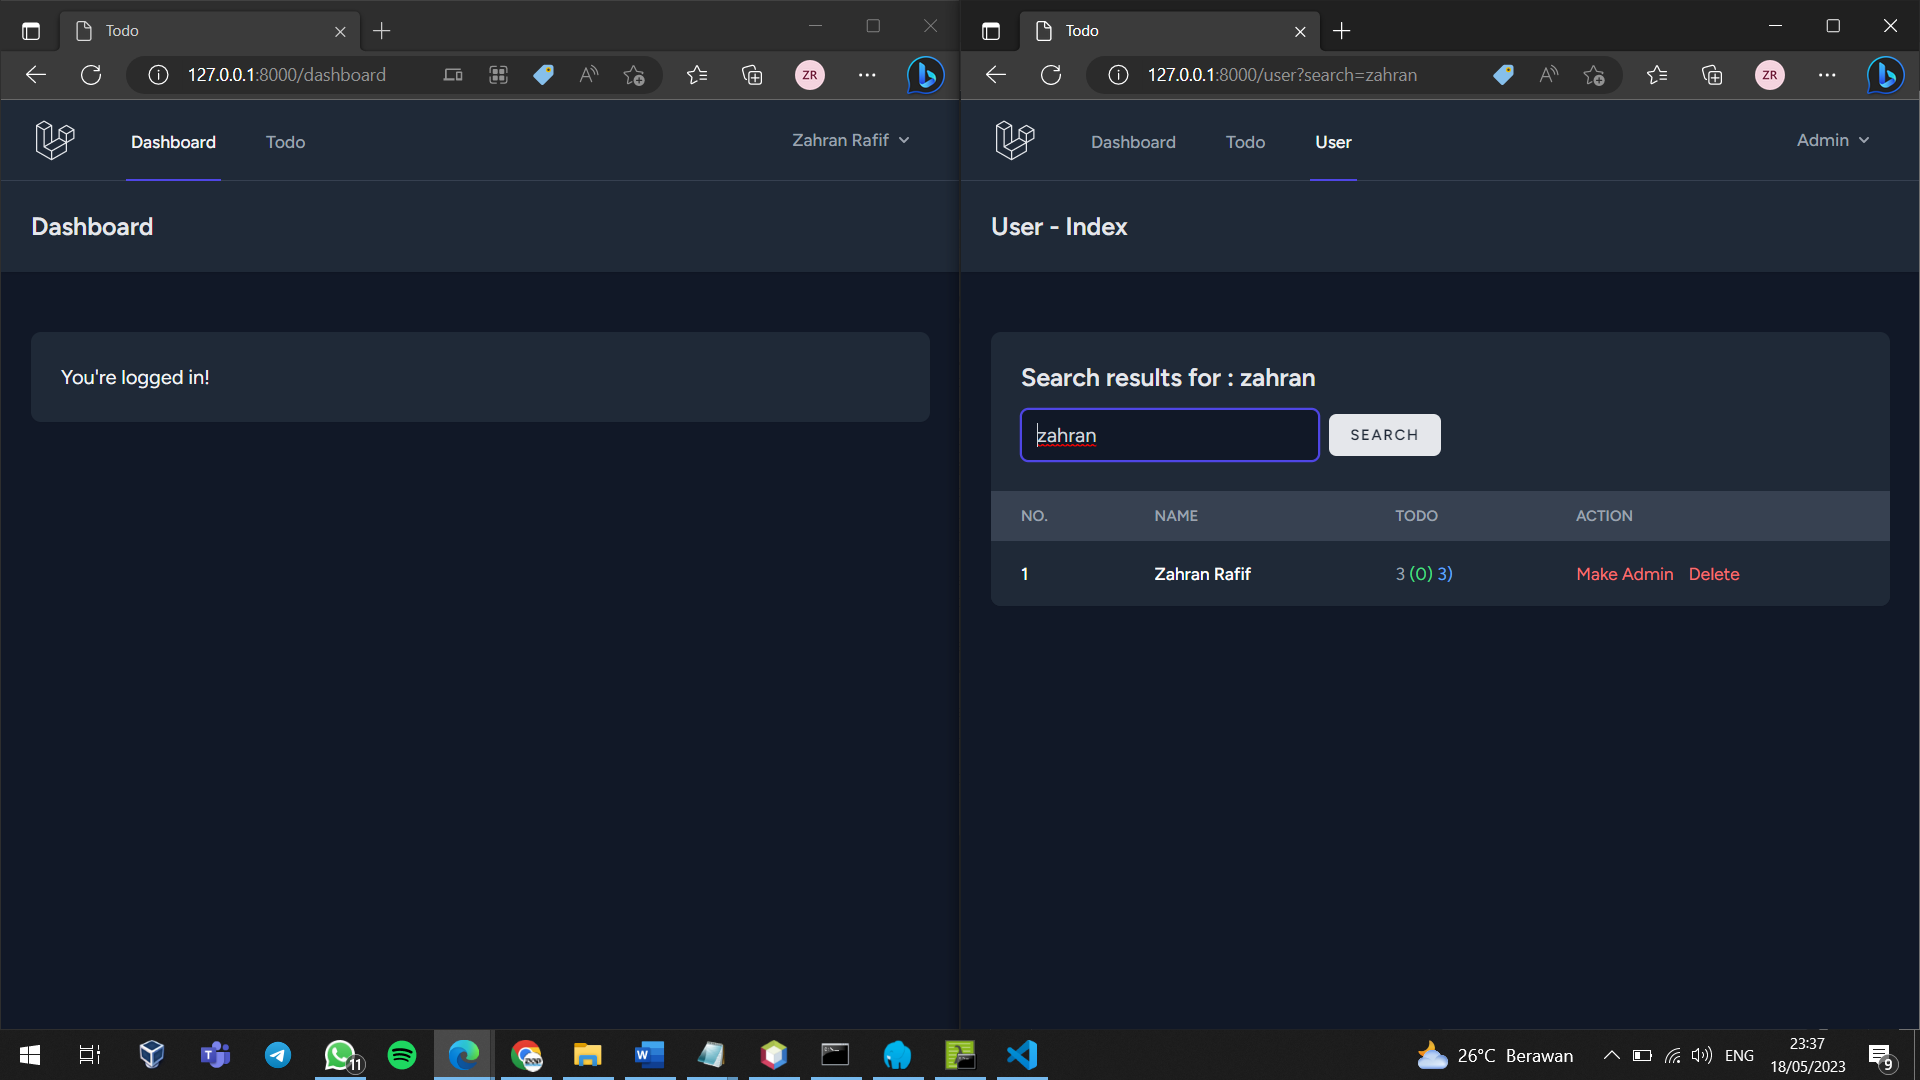 Todo
127.0.0.1:8000/dashboard
ZR
Dashboard
Todo
Zahran Rafif
Dashboard
You're logged in!
Todo
127.0.0.1:8000/user?search=zahran
ZR
Dashboard
Todo
User
Admin
User - Index
Search results for : zahran
zahran
SEARCH
NO. NAME TODO ACTION
1 Zahran Rafif 3 (0) 3) Make Admin Delete
11
26°C Berawan
ENG
23:37
18/05/2023
9